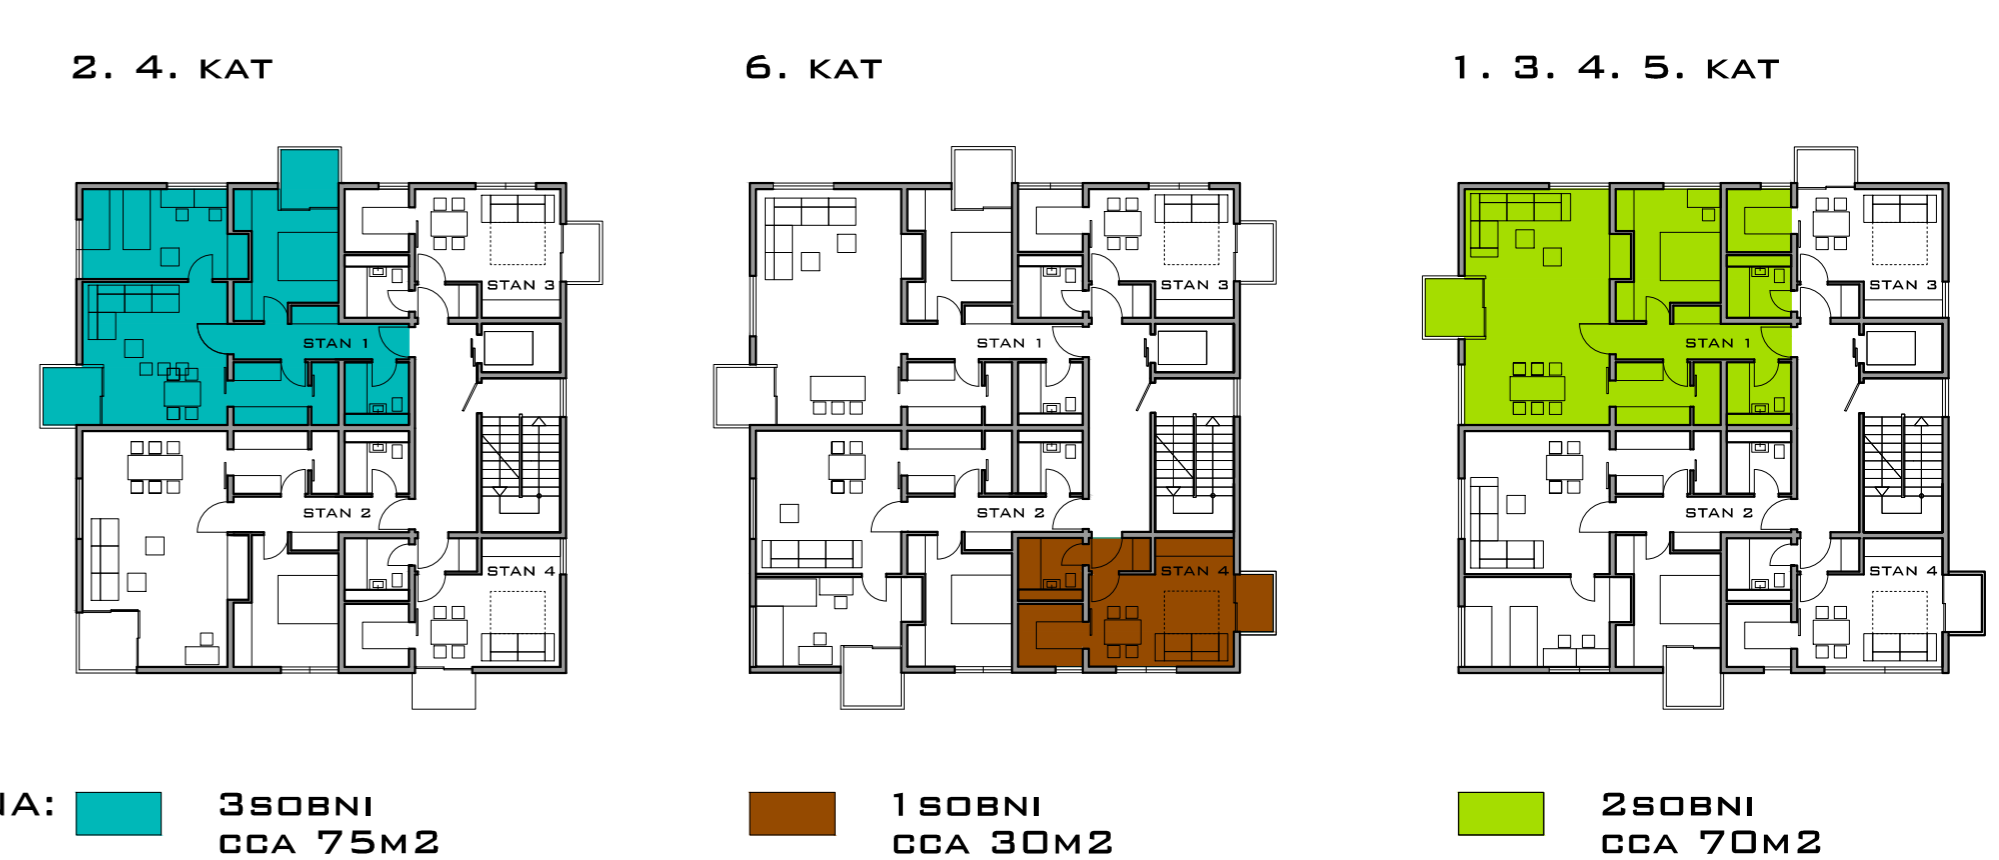 2. 4. KAT
6. KAT
1. 3. 4. 5. KAT
STAN 3
STAN 1
STAN 2
STAN 4
STAN 3
STAN 1
STAN 2
STAN 4
STAN 3
STAN 1
STAN 2
STAN 4
NA:
3SOBNI
CCA 75M2
1SOBNI
CCA 30M2
2SOBNI
CCA 70M2